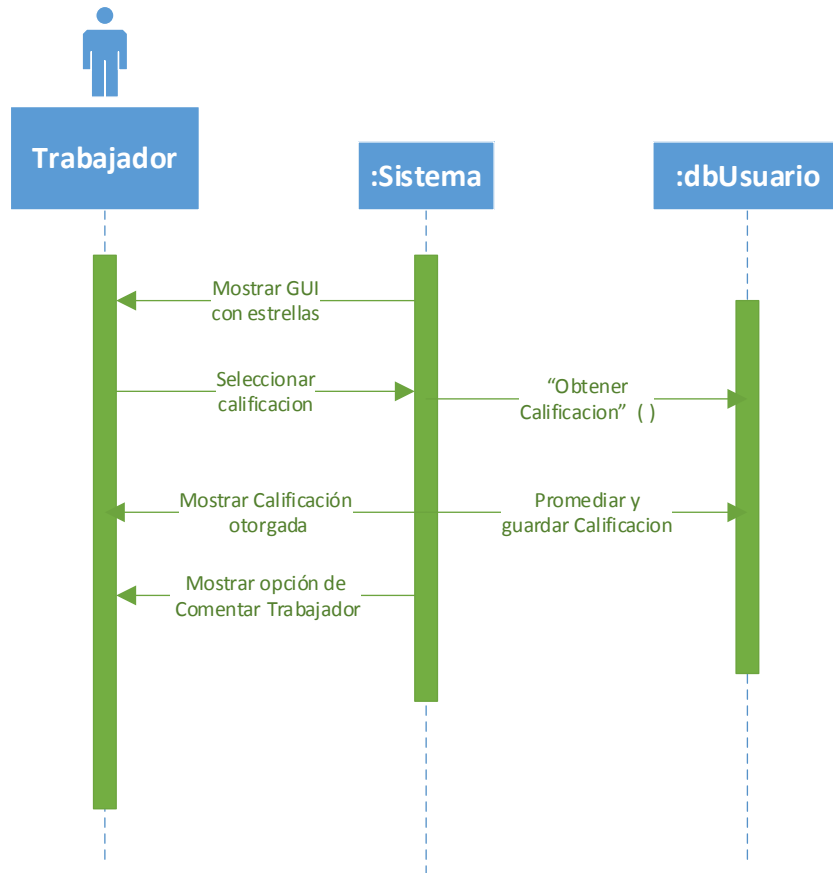 Trabajador
:Sistema
:dbUsuario
Mostrar GUI
con estrellas
Seleccionar
calificacion
“Obtener
Calificacion” ( )
Mostrar Calificación
otorgada
Promediar y
guardar Calificacion
Mostrar opción de
Comentar Trabajador